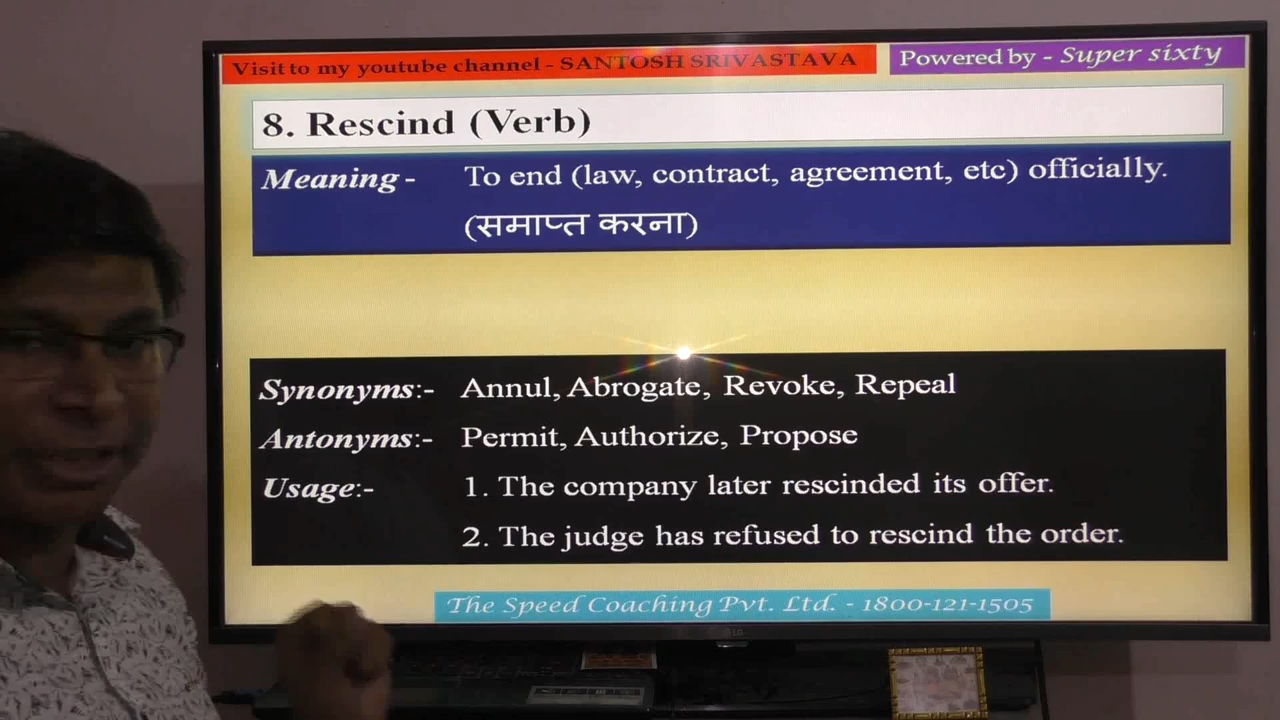 Visit to my youtube channel - SANTOSH SRIVASTAVA
Powered by - Super sixty
8. Rescind (Verb)
Meaning - To end (law, contract, agreement, etc) officially.
(समाप्त करना)
Synonyms:- Annul, Abrogate, Revoke, Repeal
Antonyms:- Permit, Authorize, Propose
Usage:- 1. The company later rescinded its offer.
2. The judge has refused to rescind the order.
The Speed Coaching Pvt. Ltd. - 1800-121-1505
LG